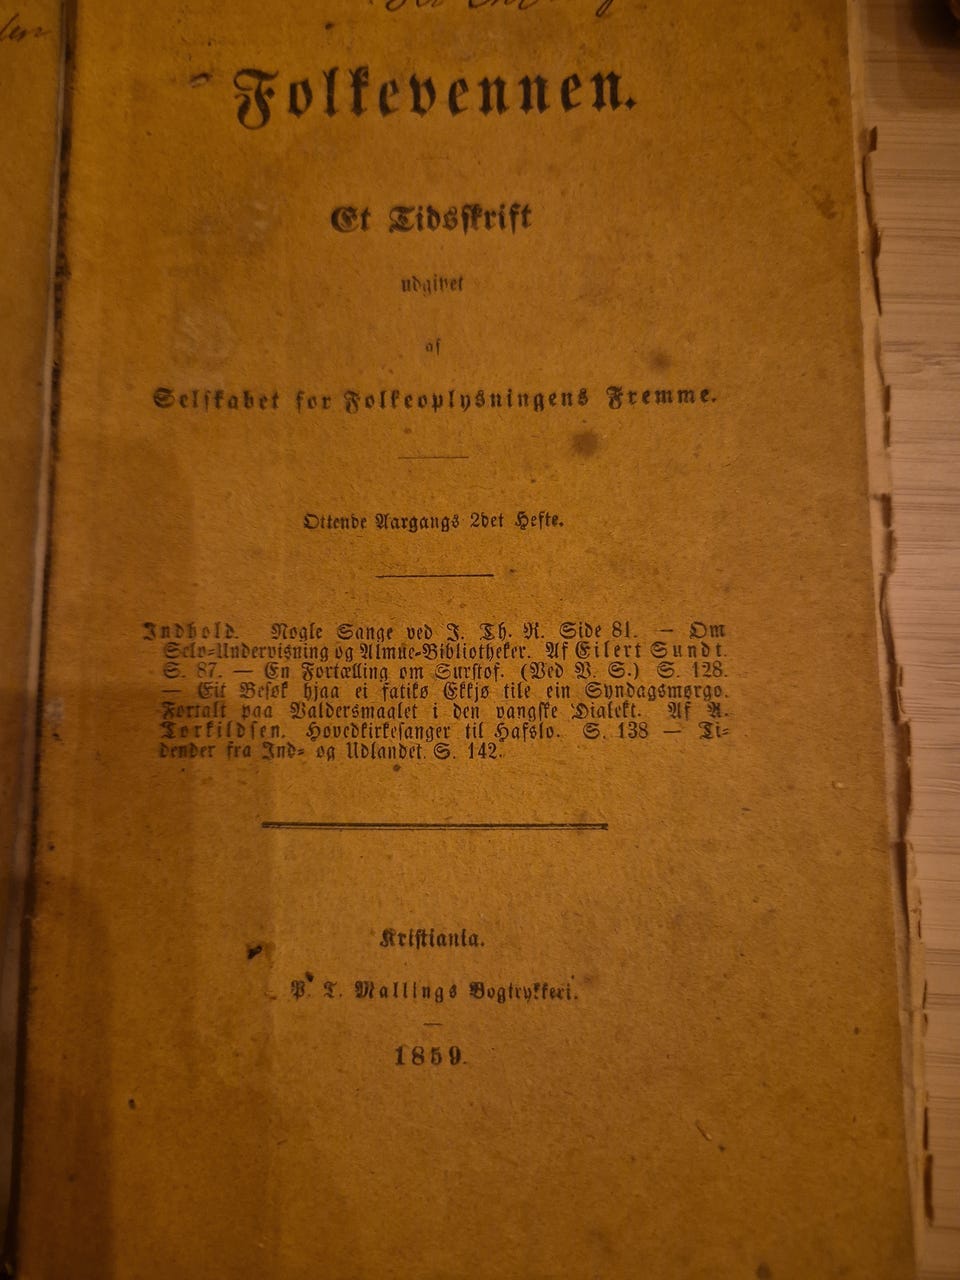 Folkevennen.
Et Tidsskrift
udgivet
af
Selskabet for Folkeoplysningens Fremme.
Ottende Aargangs 2det Hefte.
Indhold. Nogle Sange ved J. Th. R. Side 81. — Om
Selv-Undervisning og Almue-Bibliotheker. Af Eilert Sundt.
S. 87. — En Fortælling om Surstof. (Ved V. S.) S. 128.
— Eit Besøk hjaa ei fatiks Ekkjø tile ein Syndagsmørgo.
Fortalt paa Valdersmaalet i den vangske Dialekt. Af A.
Torkildsen. Hovedkirkesanger til Hafslo. S. 138 — Ti-
dender fra Ind- og Udlandet. S. 142.
Kristiania.
P. T. Mallings Bogtrykkeri.
1859.